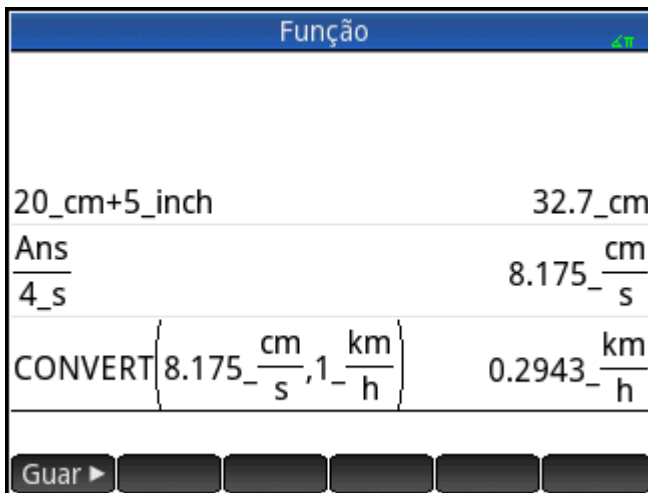 Função
∡π
20_cm+5_inch 32.7_cm
Ans/4_s 8.175_cm/s
CONVERT(8.175_cm/s,1_km/h) 0.2943_km/h
Guar ►